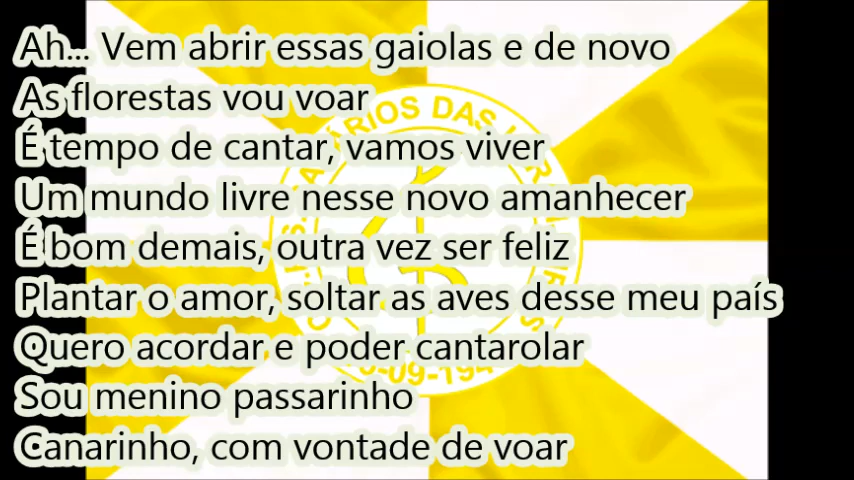 Ah... Vem abrir essas gaiolas e de novo
As florestas vou voar
É tempo de cantar, vamos viver
Um mundo livre nesse novo amanhecer
É bom demais, outra vez ser feliz
Plantar o amor, soltar as aves desse meu país
Quero acordar e poder cantarolar
Sou menino passarinho
Canarinho, com vontade de voar
DAS